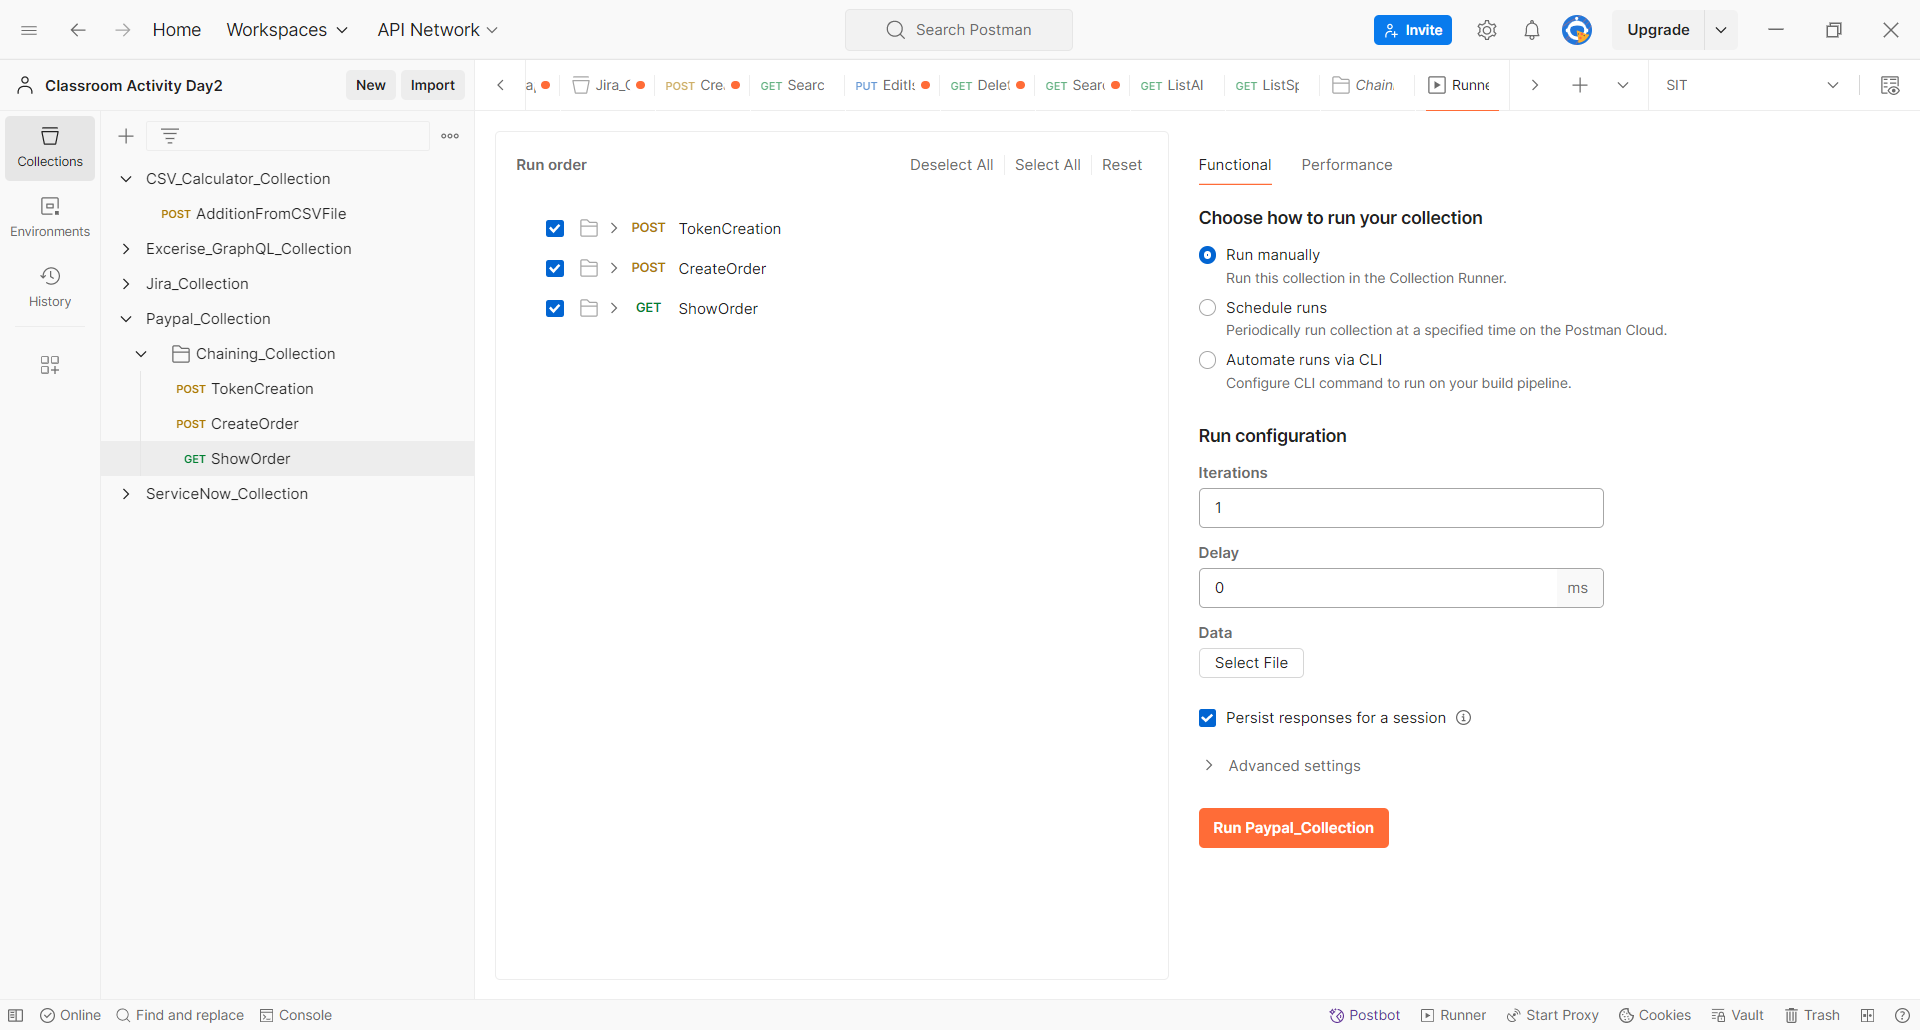 Home
Workspaces
API Network
Search Postman
Invite
Upgrade
Classroom Activity Day2
New
Import
Jira_C
POST Cre
GET Searc
PUT EditIs
GET Delet
GET Searc
GET ListAl
GET ListSp
Chain
Runne
SIT
Collections
Environments
History
CSV_Calculator_Collection
POST AdditionFromCSVFile
Excerise_GraphQL_Collection
Jira_Collection
Paypal_Collection
Chaining_Collection
POST TokenCreation
POST CreateOrder
GET ShowOrder
ServiceNow_Collection
Run order
Deselect All
Select All
Reset
POST TokenCreation
POST CreateOrder
GET ShowOrder
Functional
Performance
Choose how to run your collection
Run manually
Run this collection in the Collection Runner.
Schedule runs
Periodically run collection at a specified time on the Postman Cloud.
Automate runs via CLI
Configure CLI command to run on your build pipeline.
Run configuration
Iterations
1
Delay
0 ms
Data
Select File
Persist responses for a session
Advanced settings
Run Paypal_Collection
Online
Find and replace
Console
Postbot
Runner
Start Proxy
Cookies
Vault
Trash